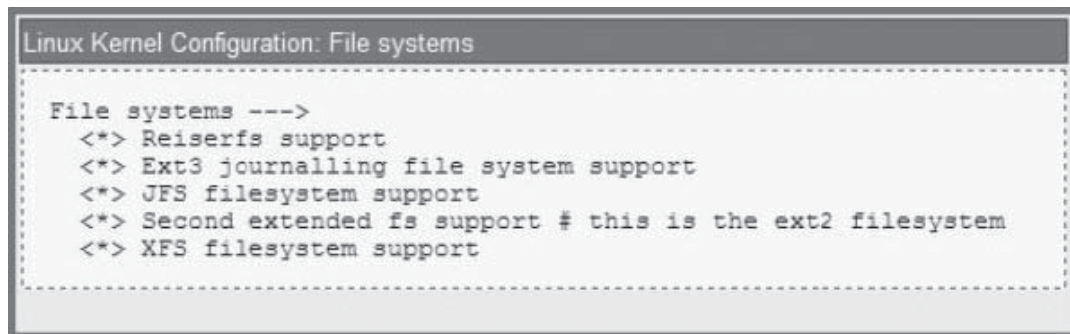 Linux Kernel Configuration: File systems
File systems --->
<*> Reiserfs support
<*> Ext3 journalling file system support
<*> JFS filesystem support
<*> Second extended fs support # this is the ext2 filesystem
<*> XFS filesystem support